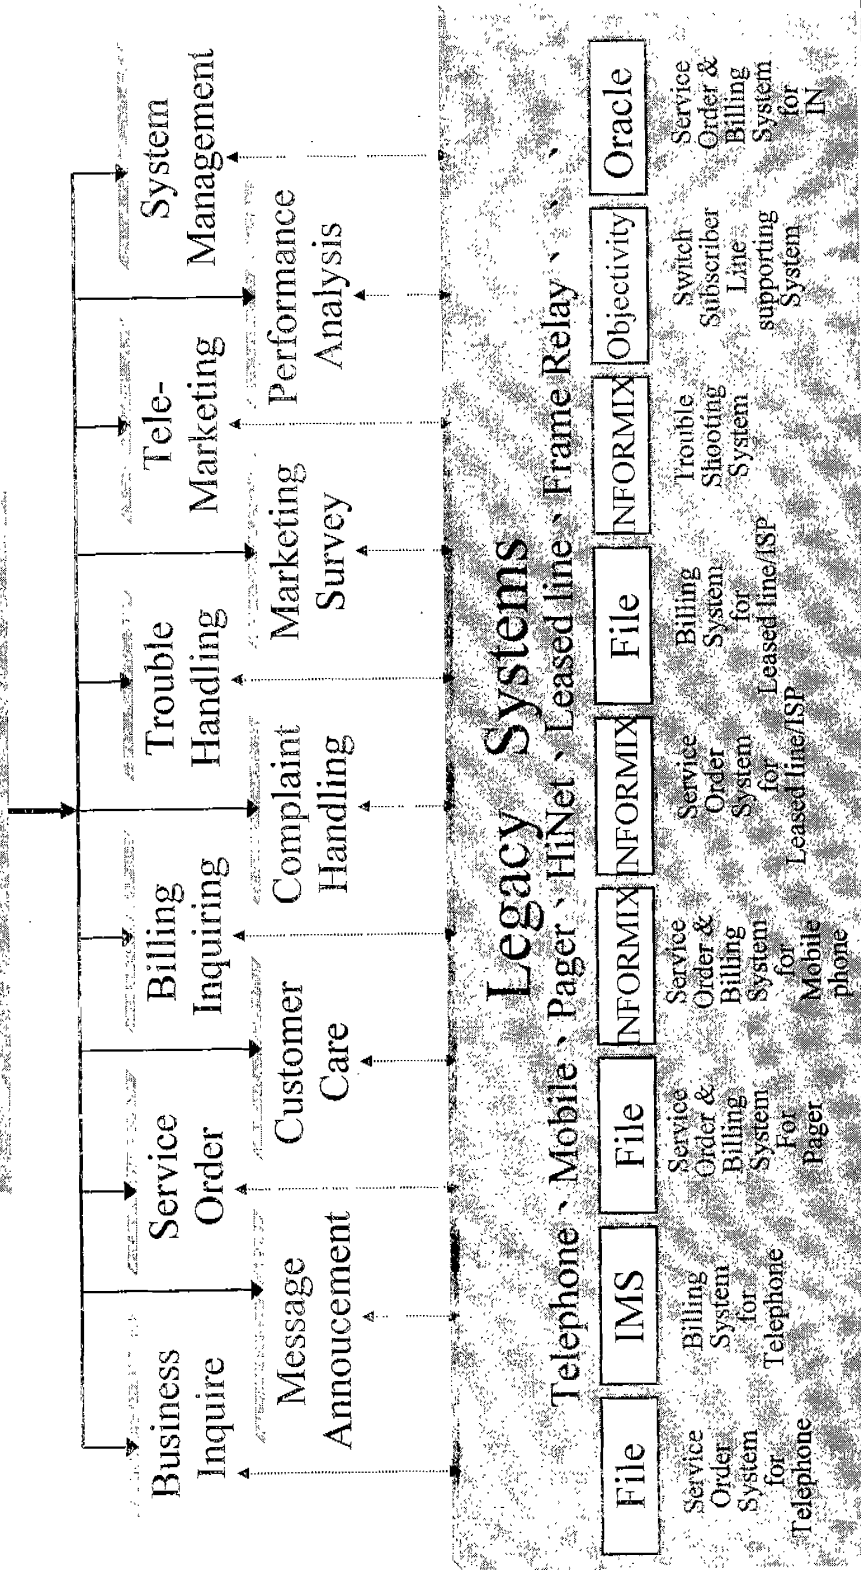 Business
Inquire
Service
Order
Billing
Inquiring
Trouble
Handling
Tele-
Marketing
System
Management
Message
Annoucement
Customer
Care
Complaint
Handling
Marketing
Survey
Performance
Analysis
Legacy Systems
Telephone、Mobile、Pager、HiNet、Leased line、Frame Relay、、、
File
IMS
File
INFORMIX
INFORMIX
File
INFORMIX
Objectivity
Oracle
Service
Order
System
for
Telephone
Billing
System
for
Telephone
Service
Order &
Billing
System
For
Pager
Service
Order &
Billing
System
for
Mobile
phone
Service
Order
System
for
Leased line/ISP
Billing
System
for
Leased line/ISP
Trouble
Shooting
System
Switch
Subscriber
Line
supporting
System
Service
Order &
Billing
System
for
IN